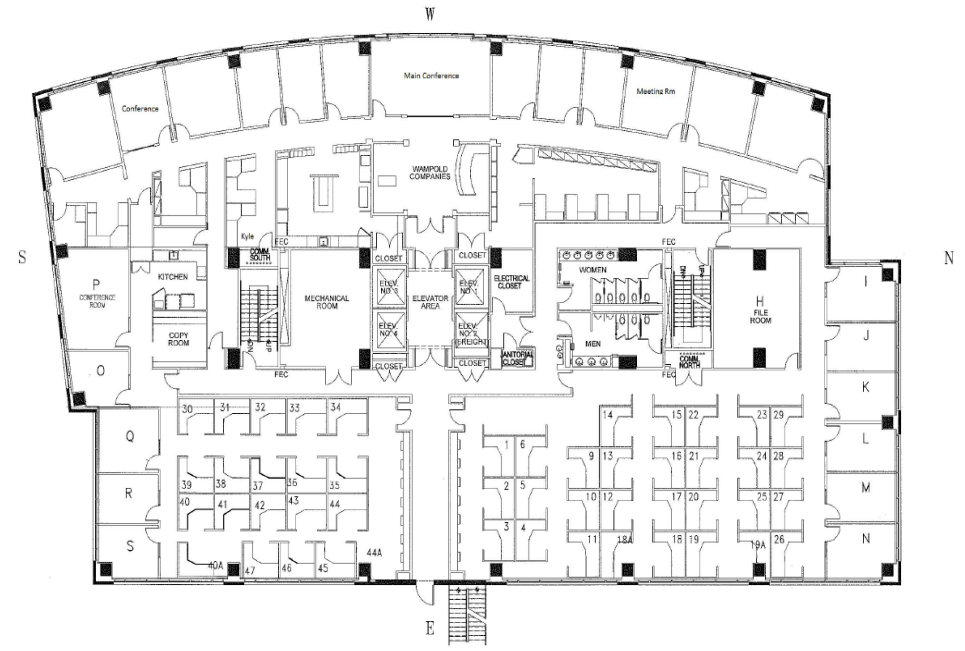 W
Main Conference
Conference
Meeting Rm
WAMPOLD
COMPANIES
Kyle
FEC
FEC
S
N
COMM.
SOUTH
CLOSET
CLOSET
P
CONFERENCE
ROOM
KITCHEN
MECHANICAL
ROOM
ELEV.
NO. 3
ELEVATOR
AREA
ELEV.
NO. 1
ELECTRICAL
CLOSET
WOMEN
DN
UP
H
FILE
ROOM
I
COPY
ROOM
ELEV.
NO. 4
ELEV.
NO. 2
(FREIGHT)
MEN
J
DN
UP
JANITORIAL
CLOSET
COMM.
NORTH
CLOSET
CLOSET
O
FEC
FEC
K
30
31
32
33
34
14
15
22
23
29
Q
1
6
L
39
38
37
36
35
9
13
16
21
24
28
R
2
5
M
40
41
42
43
44
10
12
17
20
25
27
S
3
4
11
18A
18
19
19A
26
N
40A
47
46
45
44A
E